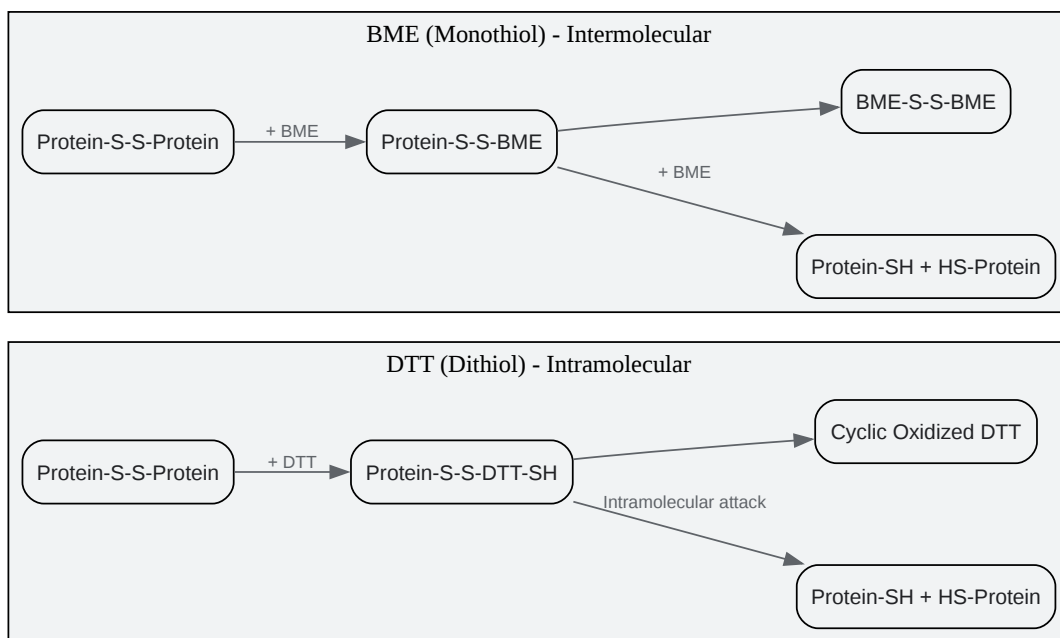 BME (Monothiol) - Intermolecular
Protein-S-S-Protein
+ BME
Protein-S-S-BME
BME-S-S-BME
+ BME
Protein-SH + HS-Protein
DTT (Dithiol) - Intramolecular
Protein-S-S-Protein
+ DTT
Protein-S-S-DTT-SH
Cyclic Oxidized DTT
Intramolecular attack
Protein-SH + HS-Protein